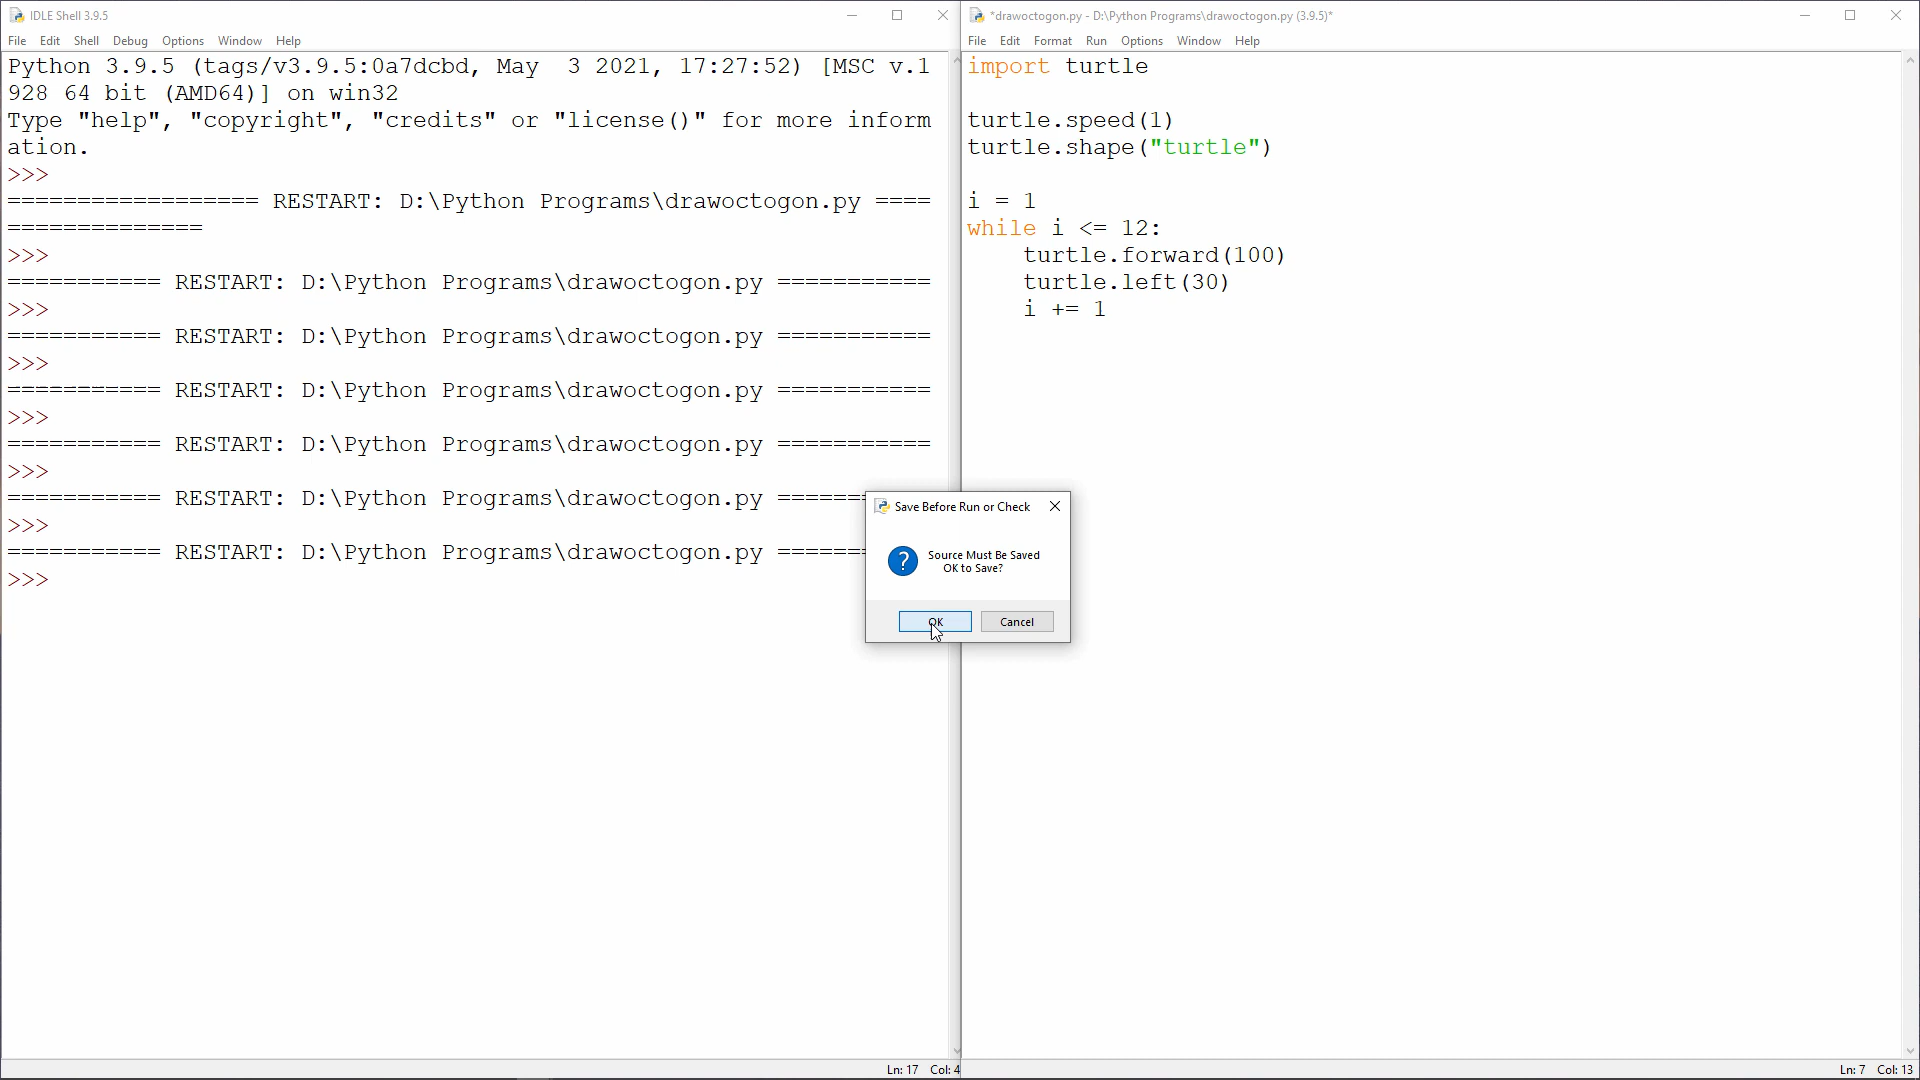 IDLE Shell 3.9.5
File Edit Shell Debug Options Window Help
Python 3.9.5 (tags/v3.9.5:0a7dcbd, May  3 2021, 17:27:52) [MSC v.1
928 64 bit (AMD64)] on win32
Type "help", "copyright", "credits" or "license()" for more inform
ation.
>>>
================== RESTART: D:\Python Programs\drawoctogon.py ====
==============
>>>
=========== RESTART: D:\Python Programs\drawoctogon.py ===========
>>>
=========== RESTART: D:\Python Programs\drawoctogon.py ===========
>>>
=========== RESTART: D:\Python Programs\drawoctogon.py ===========
>>>
=========== RESTART: D:\Python Programs\drawoctogon.py ===========
>>>
=========== RESTART: D:\Python Programs\drawoctogon.py ======
>>>
=========== RESTART: D:\Python Programs\drawoctogon.py ======
>>>
Ln: 17 Col: 4
*drawoctogon.py - D:\Python Programs\drawoctogon.py (3.9.5)*
File Edit Format Run Options Window Help
import turtle
turtle.speed(1)
turtle.shape("turtle")
i = 1
while i <= 12:
    turtle.forward(100)
    turtle.left(30)
    i += 1
Ln: 7 Col: 13
Save Before Run or Check
Source Must Be Saved
OK to Save?
OK Cancel